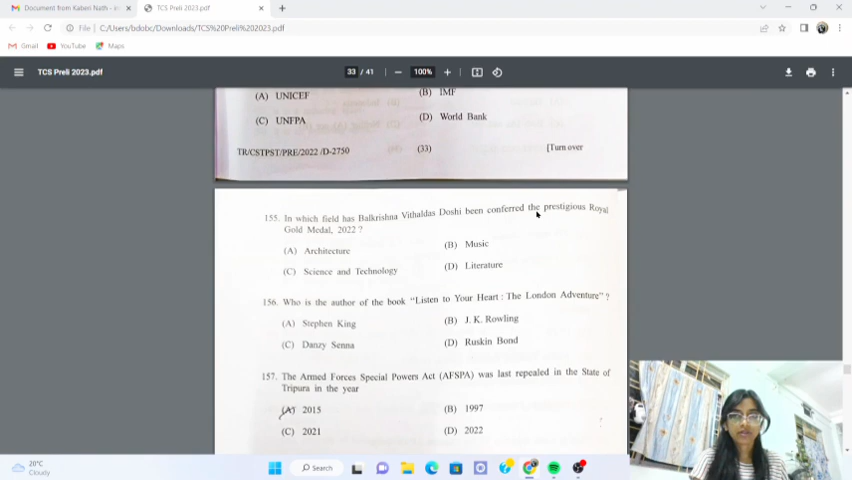 Document from Kaberi Nath - in
TCS Preli 2023.pdf
File
C:/Users/bdobc/Downloads/TCS%20Preli%202023.pdf
Gmail
YouTube
Maps
TCS Preli 2023.pdf
33 / 41
100%
(A) UNICEF
(B) IMF
(C) UNFPA
(D) World Bank
TR/CSTPST/PRE/2022 /D-2750
(33)
[Turn over
155. In which field has Balkrishna Vithaldas Doshi been conferred the prestigious Royal
Gold Medal, 2022 ?
(A) Architecture
(B) Music
(C) Science and Technology
(D) Literature
156. Who is the author of the book “Listen to Your Heart : The London Adventure” ?
(A) Stephen King
(B) J. K. Rowling
(C) Danzy Senna
(D) Ruskin Bond
157. The Armed Forces Special Powers Act (AFSPA) was last repealed in the State of
Tripura in the year
(A) 2015
(B) 1997
(C) 2021
(D) 2022
20°C
Cloudy
Search